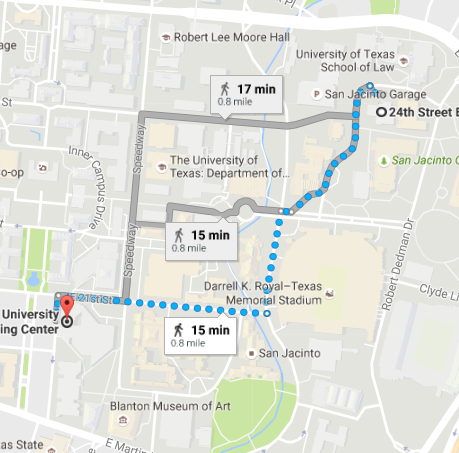 Robert Lee Moore Hall
University of Texas
School of Law
17 min
0.8 mile
P San Jacinto Garage
24th Street E
St
Speedway
The University of
Texas: Department of...
Inner Campus Drive
San Jacinto
15 min
0.8 mile
Robert Dedman Dr
Speedway
Darrell K. Royal–Texas
Memorial Stadium
Clyde Li
E 21st St
University
ing Center
15 min
0.8 mile
San Jacinto
Blanton Museum of Art
as State
E Martin